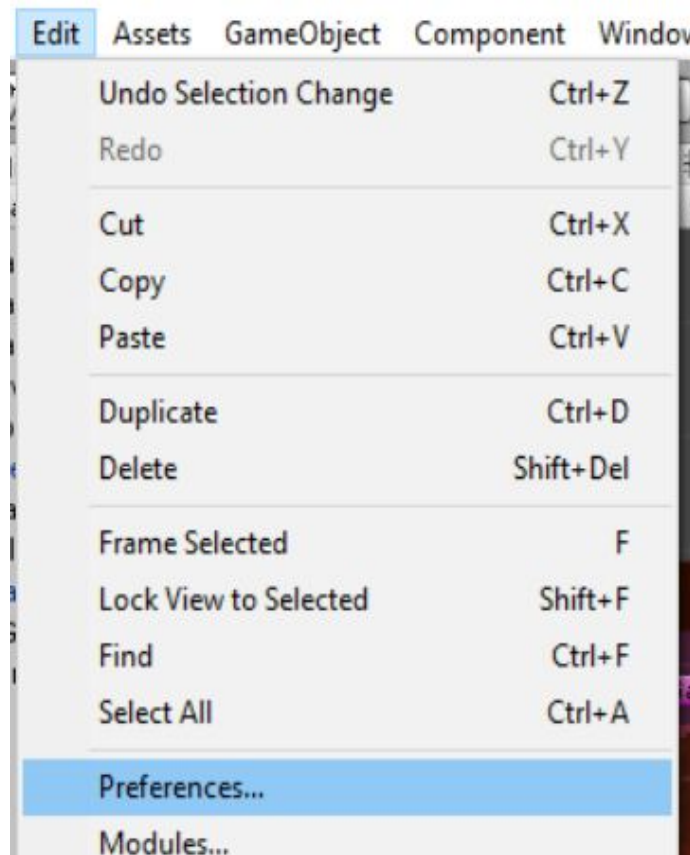 Edit Assets GameObject Component Window
Undo Selection Change Ctrl+Z
Redo Ctrl+Y
Cut Ctrl+X
Copy Ctrl+C
Paste Ctrl+V
Duplicate Ctrl+D
Delete Shift+Del
Frame Selected F
Lock View to Selected Shift+F
Find Ctrl+F
Select All Ctrl+A
Preferences...
Modules...